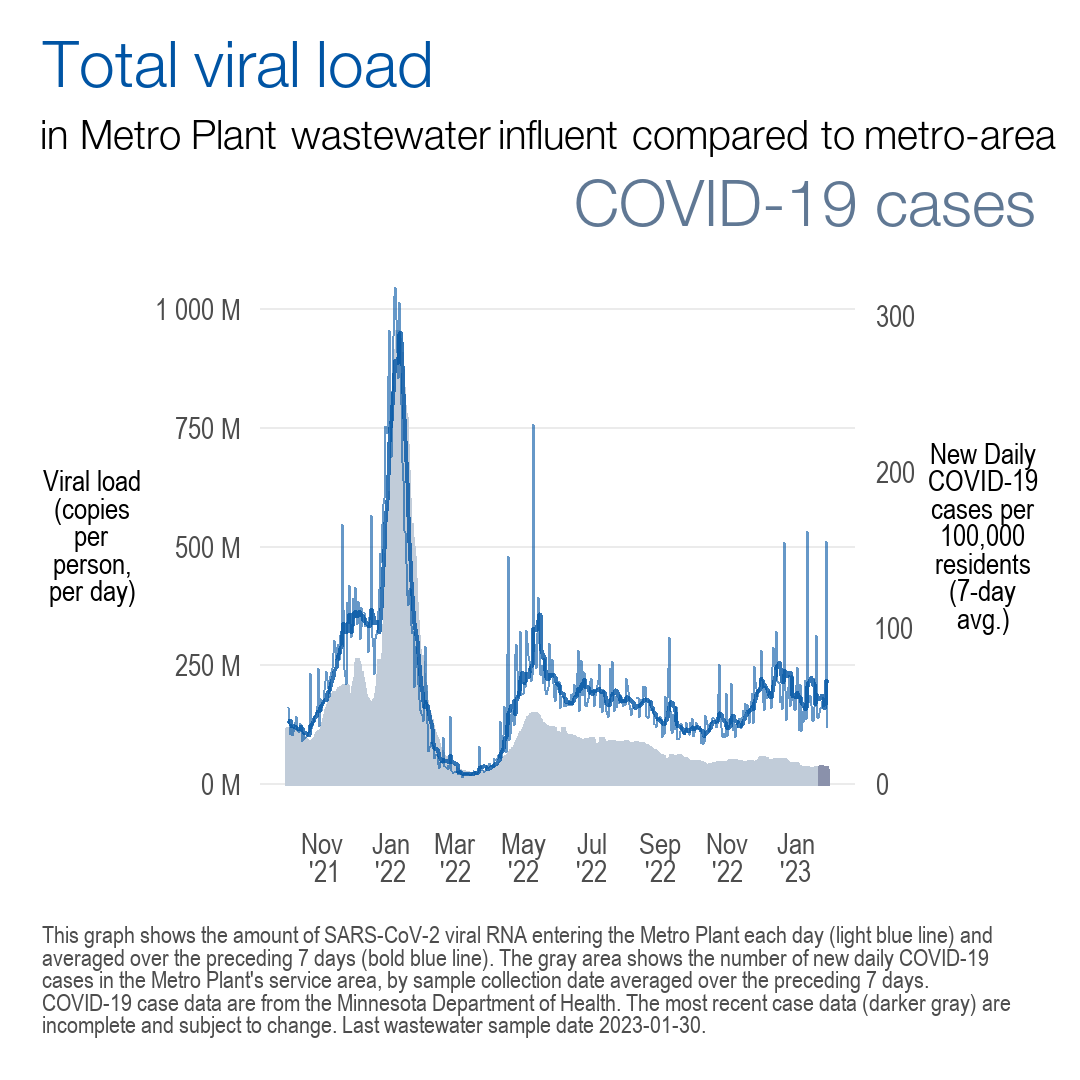 Total viral load
in Metro Plant wastewater influent compared to metro-area
COVID-19 cases
1 000 M
750 M
500 M
250 M
0 M
Viral load
(copies
per
person,
per day)
300
200
100
0
New Daily
COVID-19
cases per
100,000
residents
(7-day
avg.)
Nov Jan Mar May Jul Sep Nov Jan
'21 '22 '22 '22 '22 '22 '22 '23
This graph shows the amount of SARS-CoV-2 viral RNA entering the Metro Plant each day (light blue line) and
averaged over the preceding 7 days (bold blue line). The gray area shows the number of new daily COVID-19
cases in the Metro Plant's service area, by sample collection date averaged over the preceding 7 days.
COVID-19 case data are from the Minnesota Department of Health. The most recent case data (darker gray) are
incomplete and subject to change. Last wastewater sample date 2023-01-30.